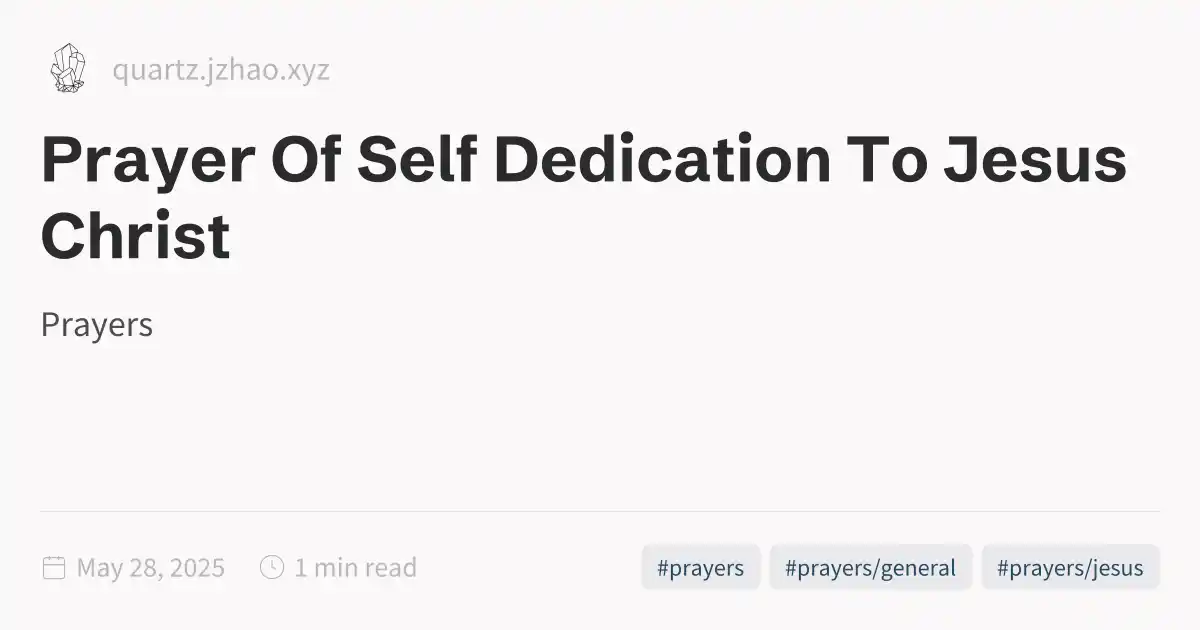 quartz.jzhao.xyz
Prayer Of Self Dedication To Jesus
Christ
Prayers
May 28, 2025 1 min read #prayers #prayers/general #prayers/jesus